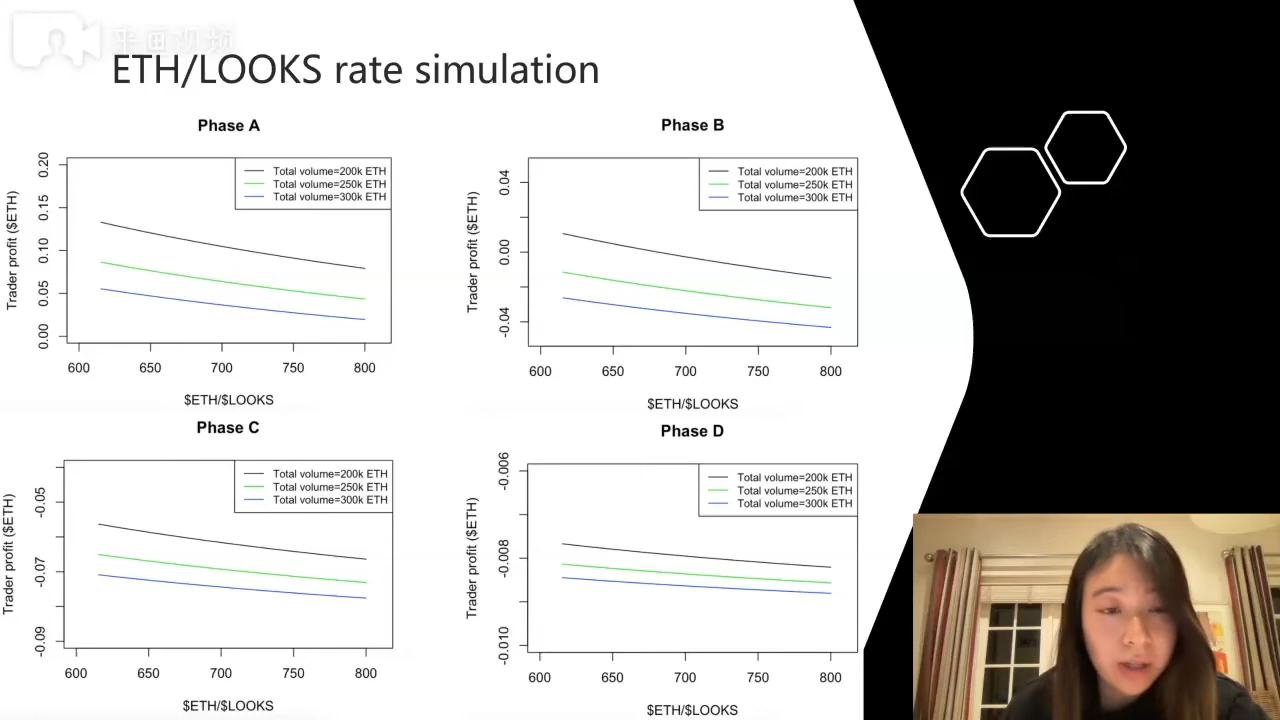 平画视频
ETH/LOOKS rate simulation
Phase A
Total volume=200k ETH
Total volume=250k ETH
Total volume=300k ETH
Trader profit ($ETH)
0.20
0.15
0.10
0.05
0.00
600 650 700 750 800
$ETH/$LOOKS
Phase B
Total volume=200k ETH
Total volume=250k ETH
Total volume=300k ETH
Trader profit ($ETH)
0.04
0.00
-0.04
600 650 700 750 800
$ETH/$LOOKS
Phase C
Total volume=200k ETH
Total volume=250k ETH
Total volume=300k ETH
Trader profit ($ETH)
-0.05
-0.07
-0.09
600 650 700 750 800
$ETH/$LOOKS
Phase D
Total volume=200k ETH
Total volume=250k ETH
Total volume=300k ETH
Trader profit ($ETH)
-0.006
-0.008
-0.010
600 650 700 750 800
$ETH/$LOOKS